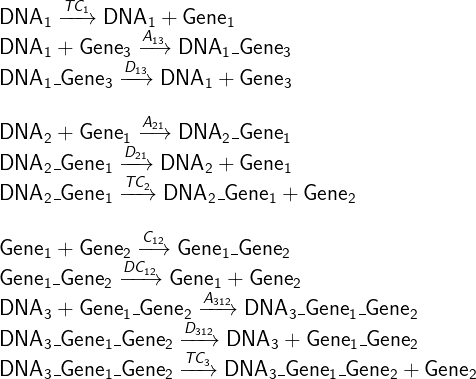 DNA₁ —TC₁→ DNA₁ + Gene₁
DNA₁ + Gene₃ —A₁₃→ DNA₁_Gene₃
DNA₁_Gene₃ —D₁₃→ DNA₁ + Gene₃
DNA₂ + Gene₁ —A₂₁→ DNA₂_Gene₁
DNA₂_Gene₁ —D₂₁→ DNA₂ + Gene₁
DNA₂_Gene₁ —TC₂→ DNA₂_Gene₁ + Gene₂
Gene₁ + Gene₂ —C₁₂→ Gene₁_Gene₂
Gene₁_Gene₂ —DC₁₂→ Gene₁ + Gene₂
DNA₃ + Gene₁_Gene₂ —A₃₁₂→ DNA₃_Gene₁_Gene₂
DNA₃_Gene₁_Gene₂ —D₃₁₂→ DNA₃ + Gene₁_Gene₂
DNA₃_Gene₁_Gene₂ —TC₃→ DNA₃_Gene₁_Gene₂ + Gene₂